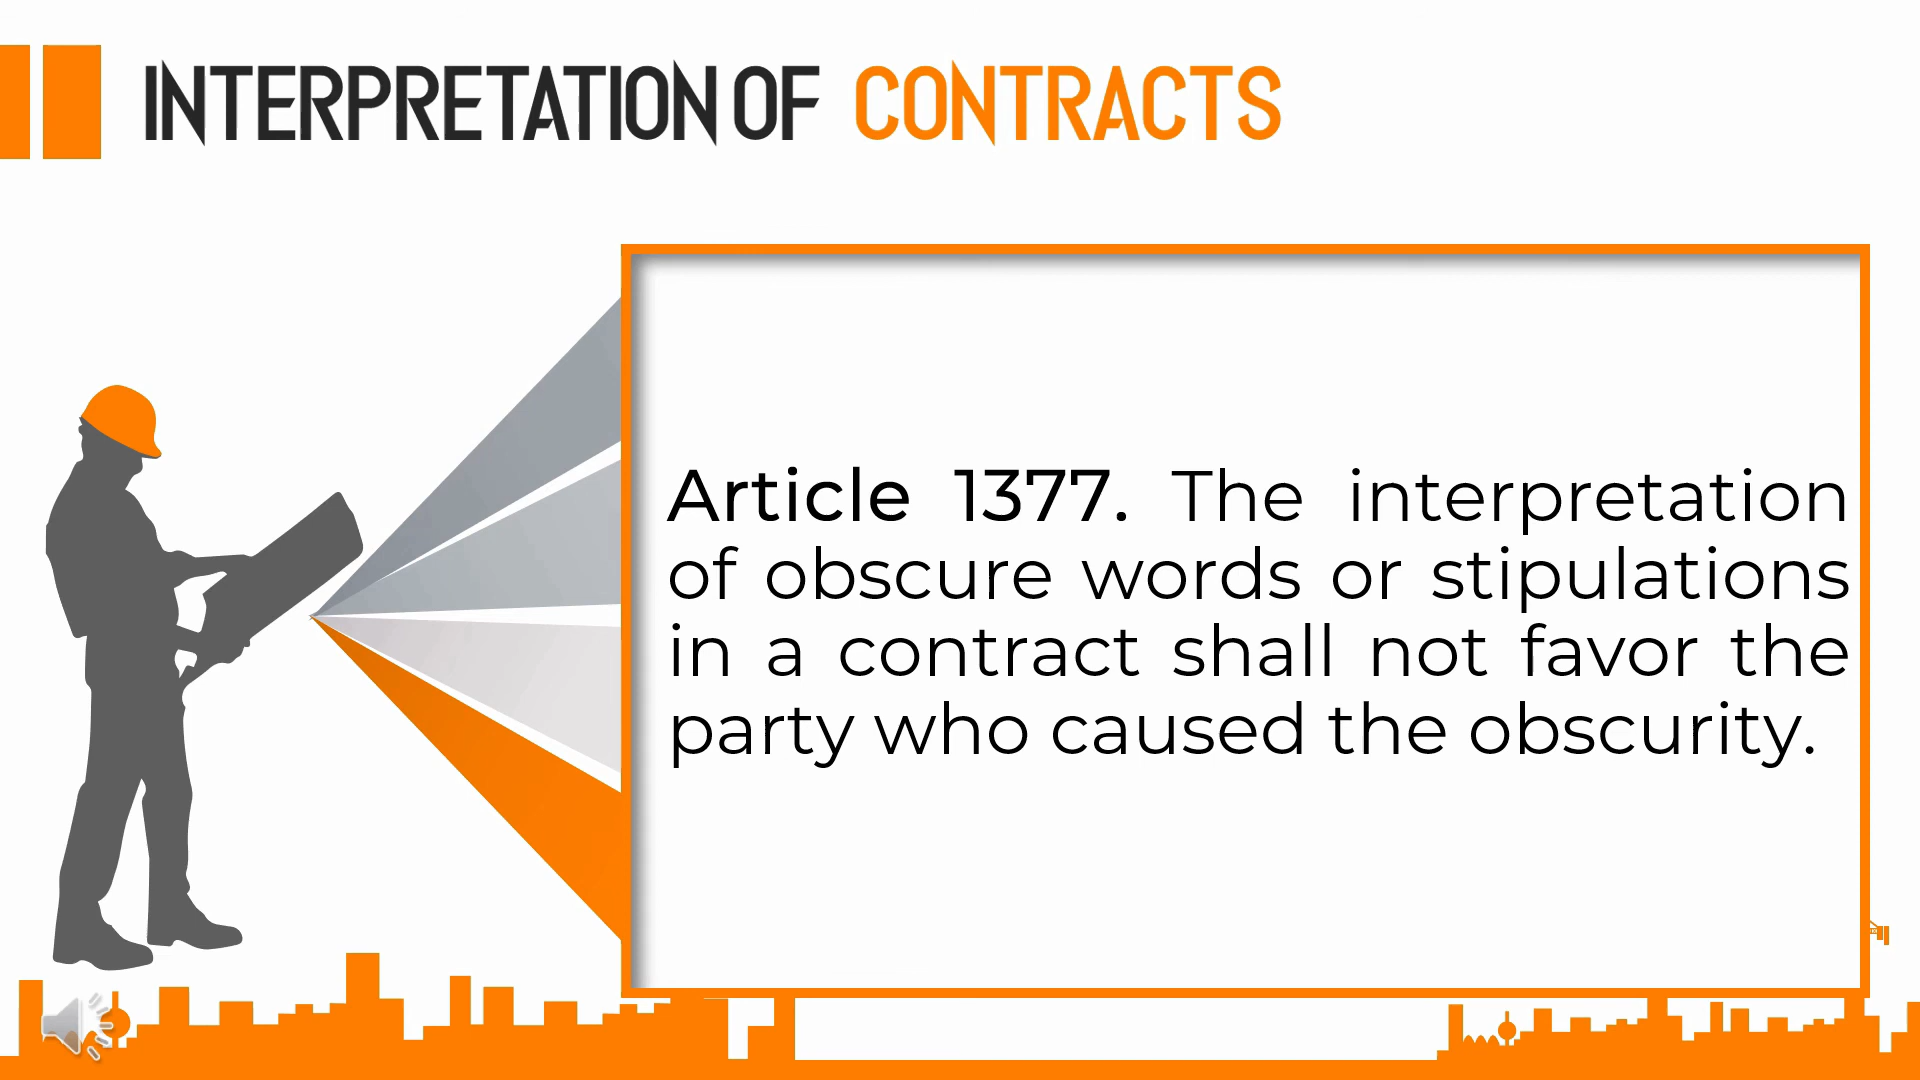 INTERPRETATION OF CONTRACTS
Article 1377. The interpretation
of obscure words or stipulations
in a contract shall not favor the
party who caused the obscurity.